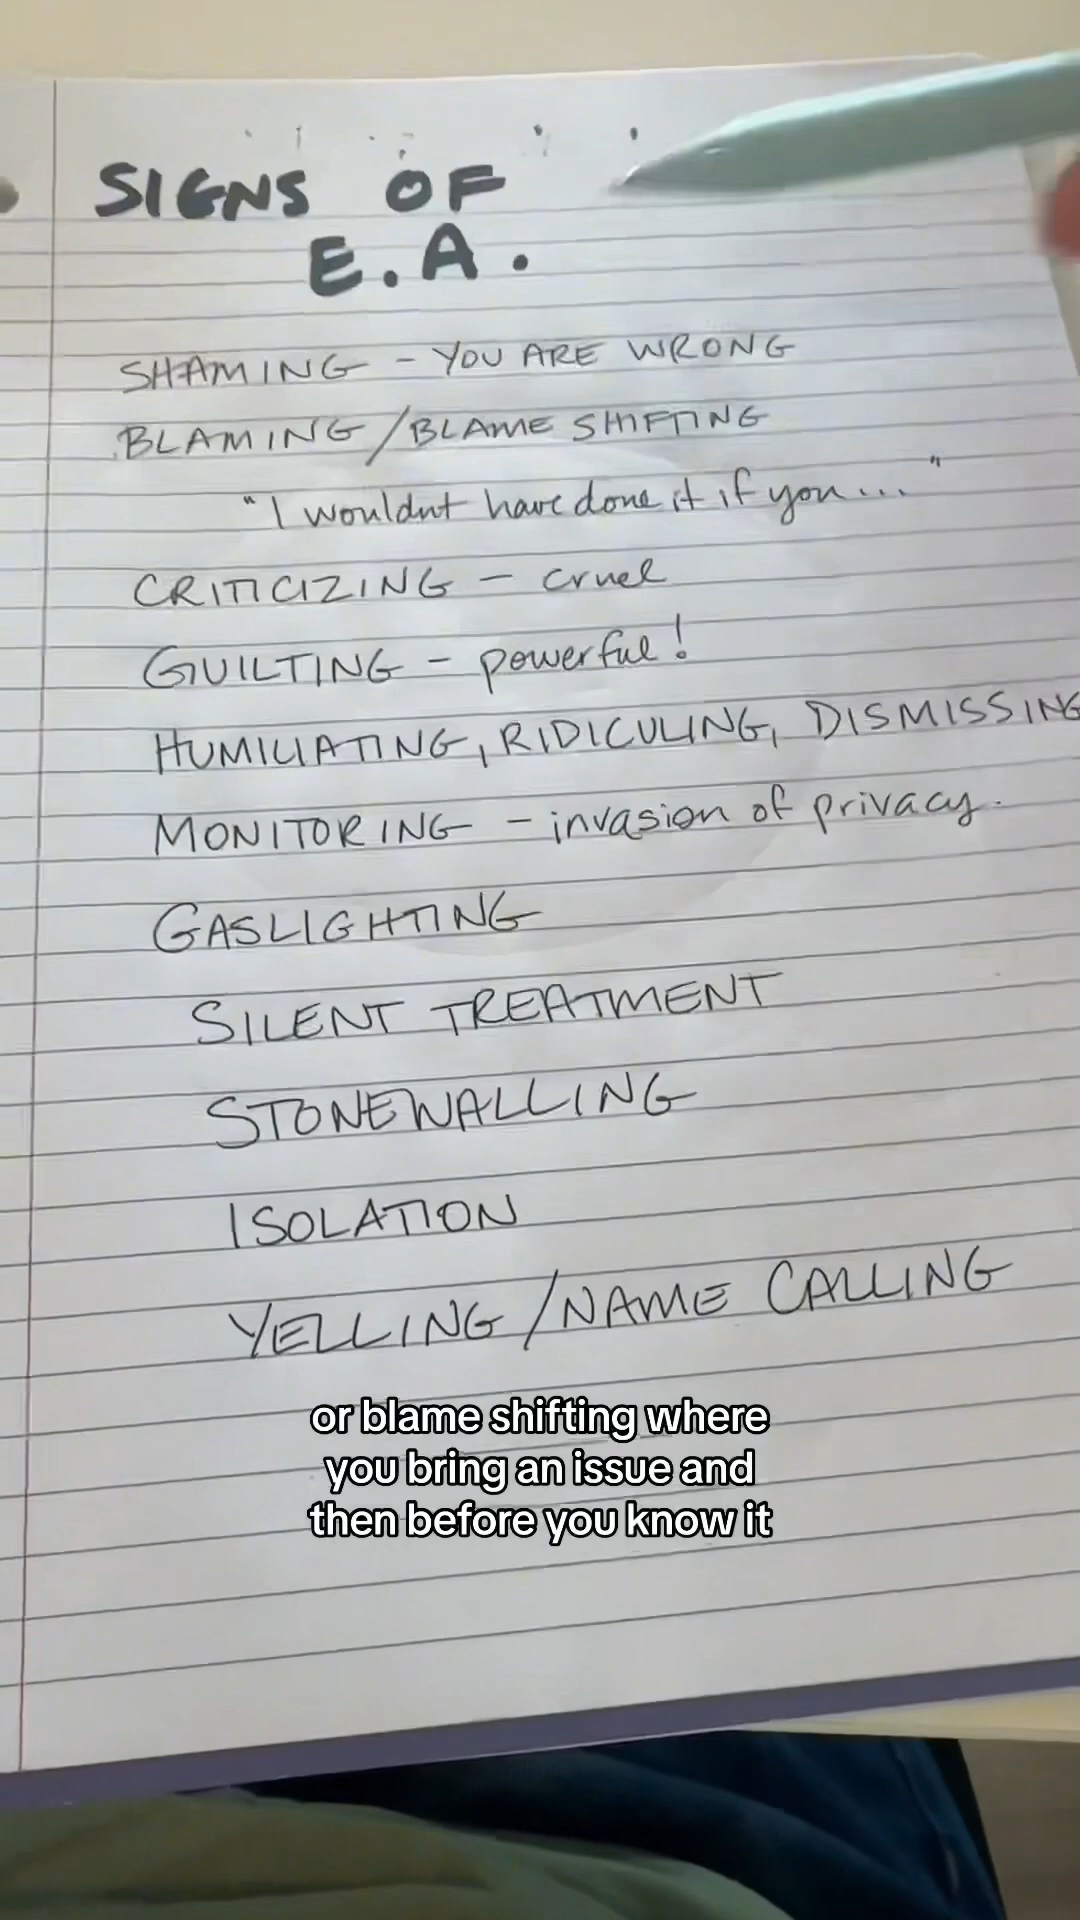 SIGNS OF
E.A.
SHAMING - YOU ARE WRONG
BLAMING/BLAME SHIFTING
"I wouldnt have done it if you..."
CRITICIZING - cruel
GUILTING - powerful!
HUMILIATING, RIDICULING, DISMISSING
MONITORING - invasion of privacy.
GASLIGHTING
SILENT TREATMENT
STONEWALLING
ISOLATION
YELLING/NAME CALLING
or blame shifting where
you bring an issue and
then before you know it